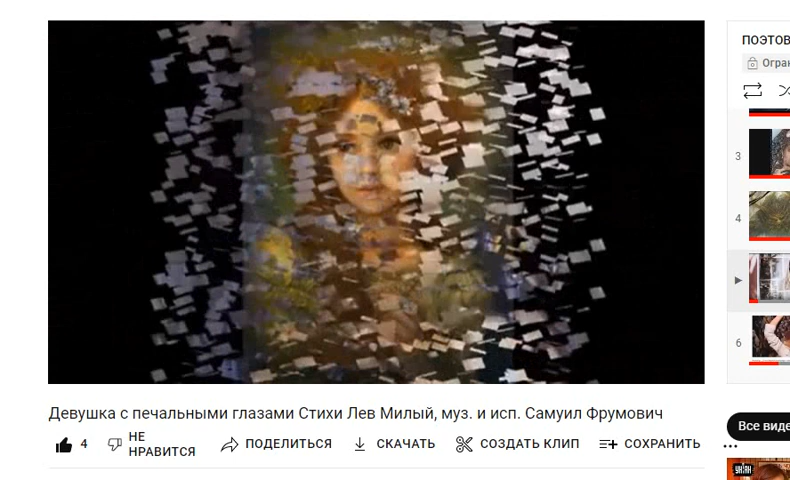 ПОЭТОВ
Огран
3
4
6
Девушка с печальными глазами Стихи Лев Милый, муз. и исп. Самуил Фрумович
4
НЕ
НРАВИТСЯ
ПОДЕЛИТЬСЯ
СКАЧАТЬ
СОЗДАТЬ КЛИП
СОХРАНИТЬ
Все виде